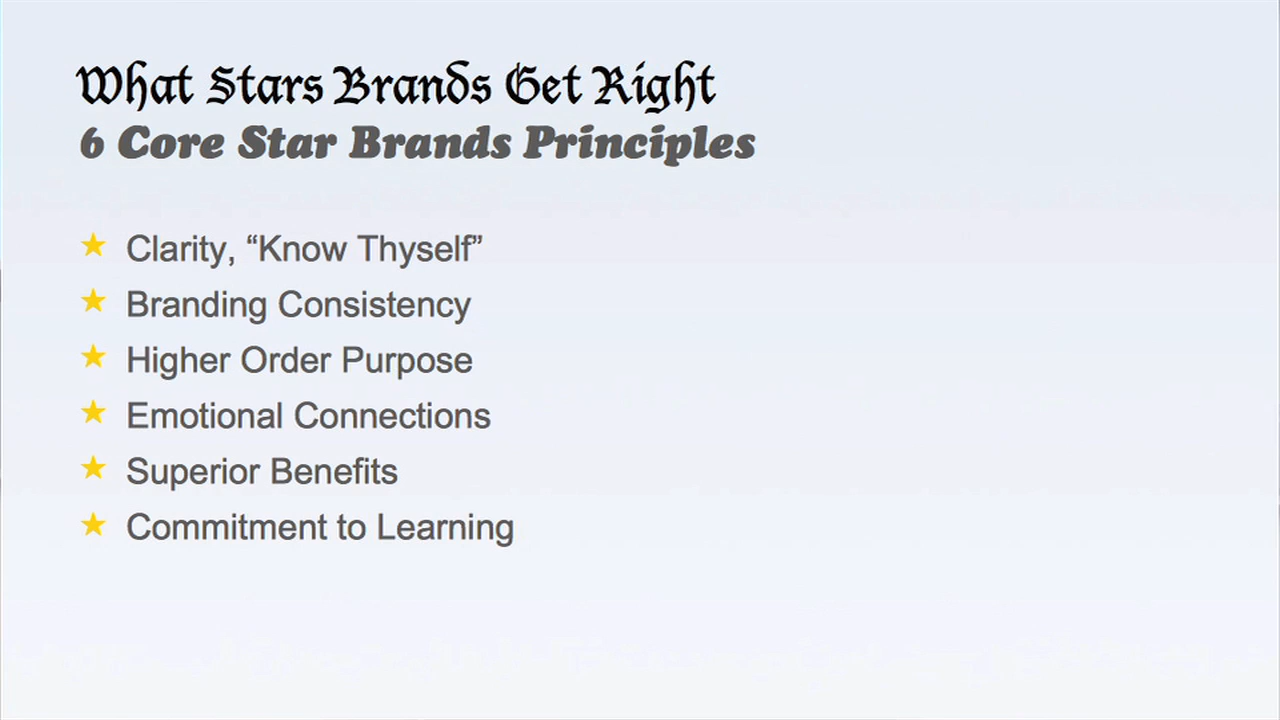 What Stars Brands Get Right
6 Core Star Brands Principles
Clarity, “Know Thyself”
Branding Consistency
Higher Order Purpose
Emotional Connections
Superior Benefits
Commitment to Learning